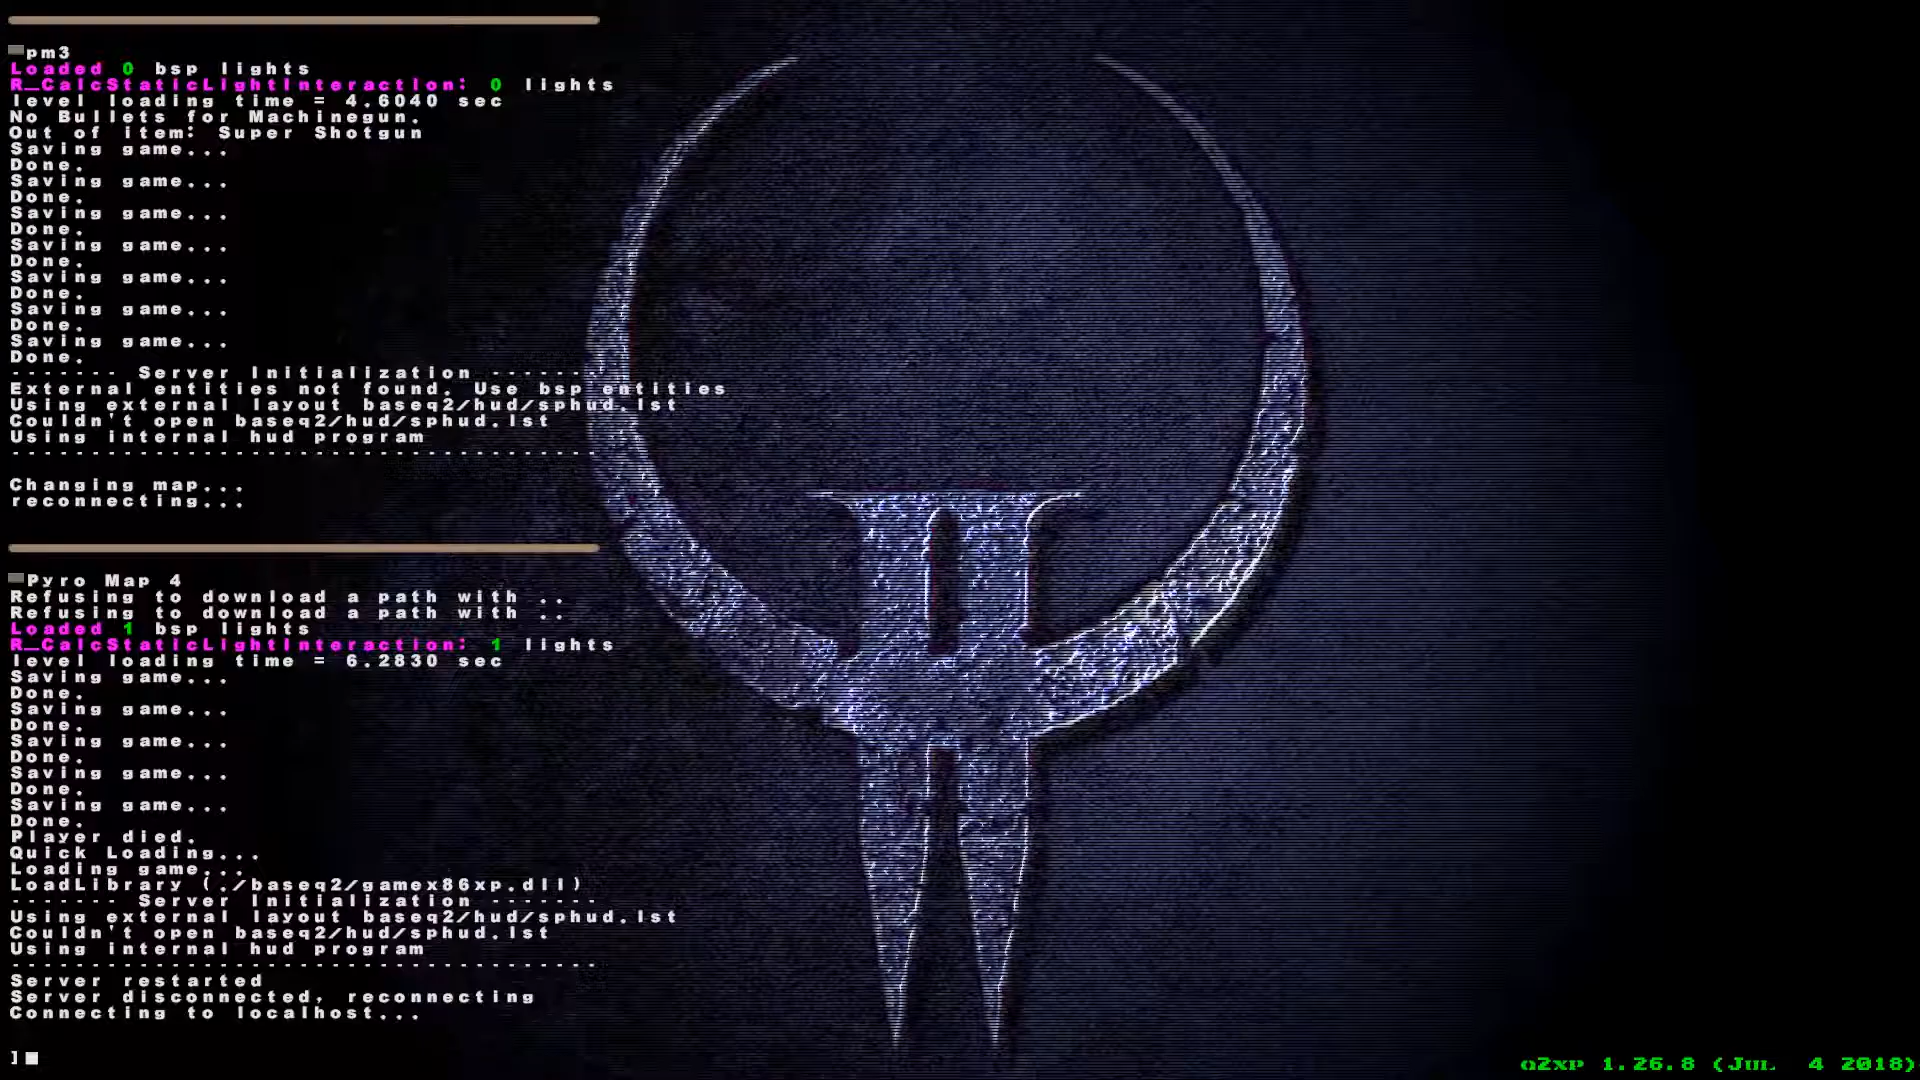 pm3
Loaded 0 bsp lights
R_CalcStaticLightInteraction: 0 lights
level loading time = 4.6040 sec
No Bullets for Machinegun.
Out of item: Super Shotgun
Saving game...
Done.
Saving game...
Done.
Saving game...
Done.
Saving game...
Done.
Saving game...
Done.
Saving game...
Done.
Saving game...
Done.
------- Server Initialization -------
External entities not found. Use bsp entities
Using external layout baseq2/hud/sphud.lst
Couldn't open baseq2/hud/sphud.lst
Using internal hud program
-------------------------------------
Changing map...
reconnecting...
Pyro Map 4
Refusing to download a path with ..
Refusing to download a path with ..
Loaded 1 bsp lights
R_CalcStaticLightInteraction: 1 lights
level loading time = 6.2830 sec
Saving game...
Done.
Saving game...
Done.
Saving game...
Done.
Saving game...
Done.
Saving game...
Done.
Player died.
Quick Loading...
Loading game...
LoadLibrary (./baseq2/gamex86xp.dll)
------- Server Initialization -------
Using external layout baseq2/hud/sphud.lst
Couldn't open baseq2/hud/sphud.lst
Using internal hud program
-------------------------------------
Server restarted
Server disconnected, reconnecting
Connecting to localhost...
]
q2xp 1.26.8 (Jul  4 2018)